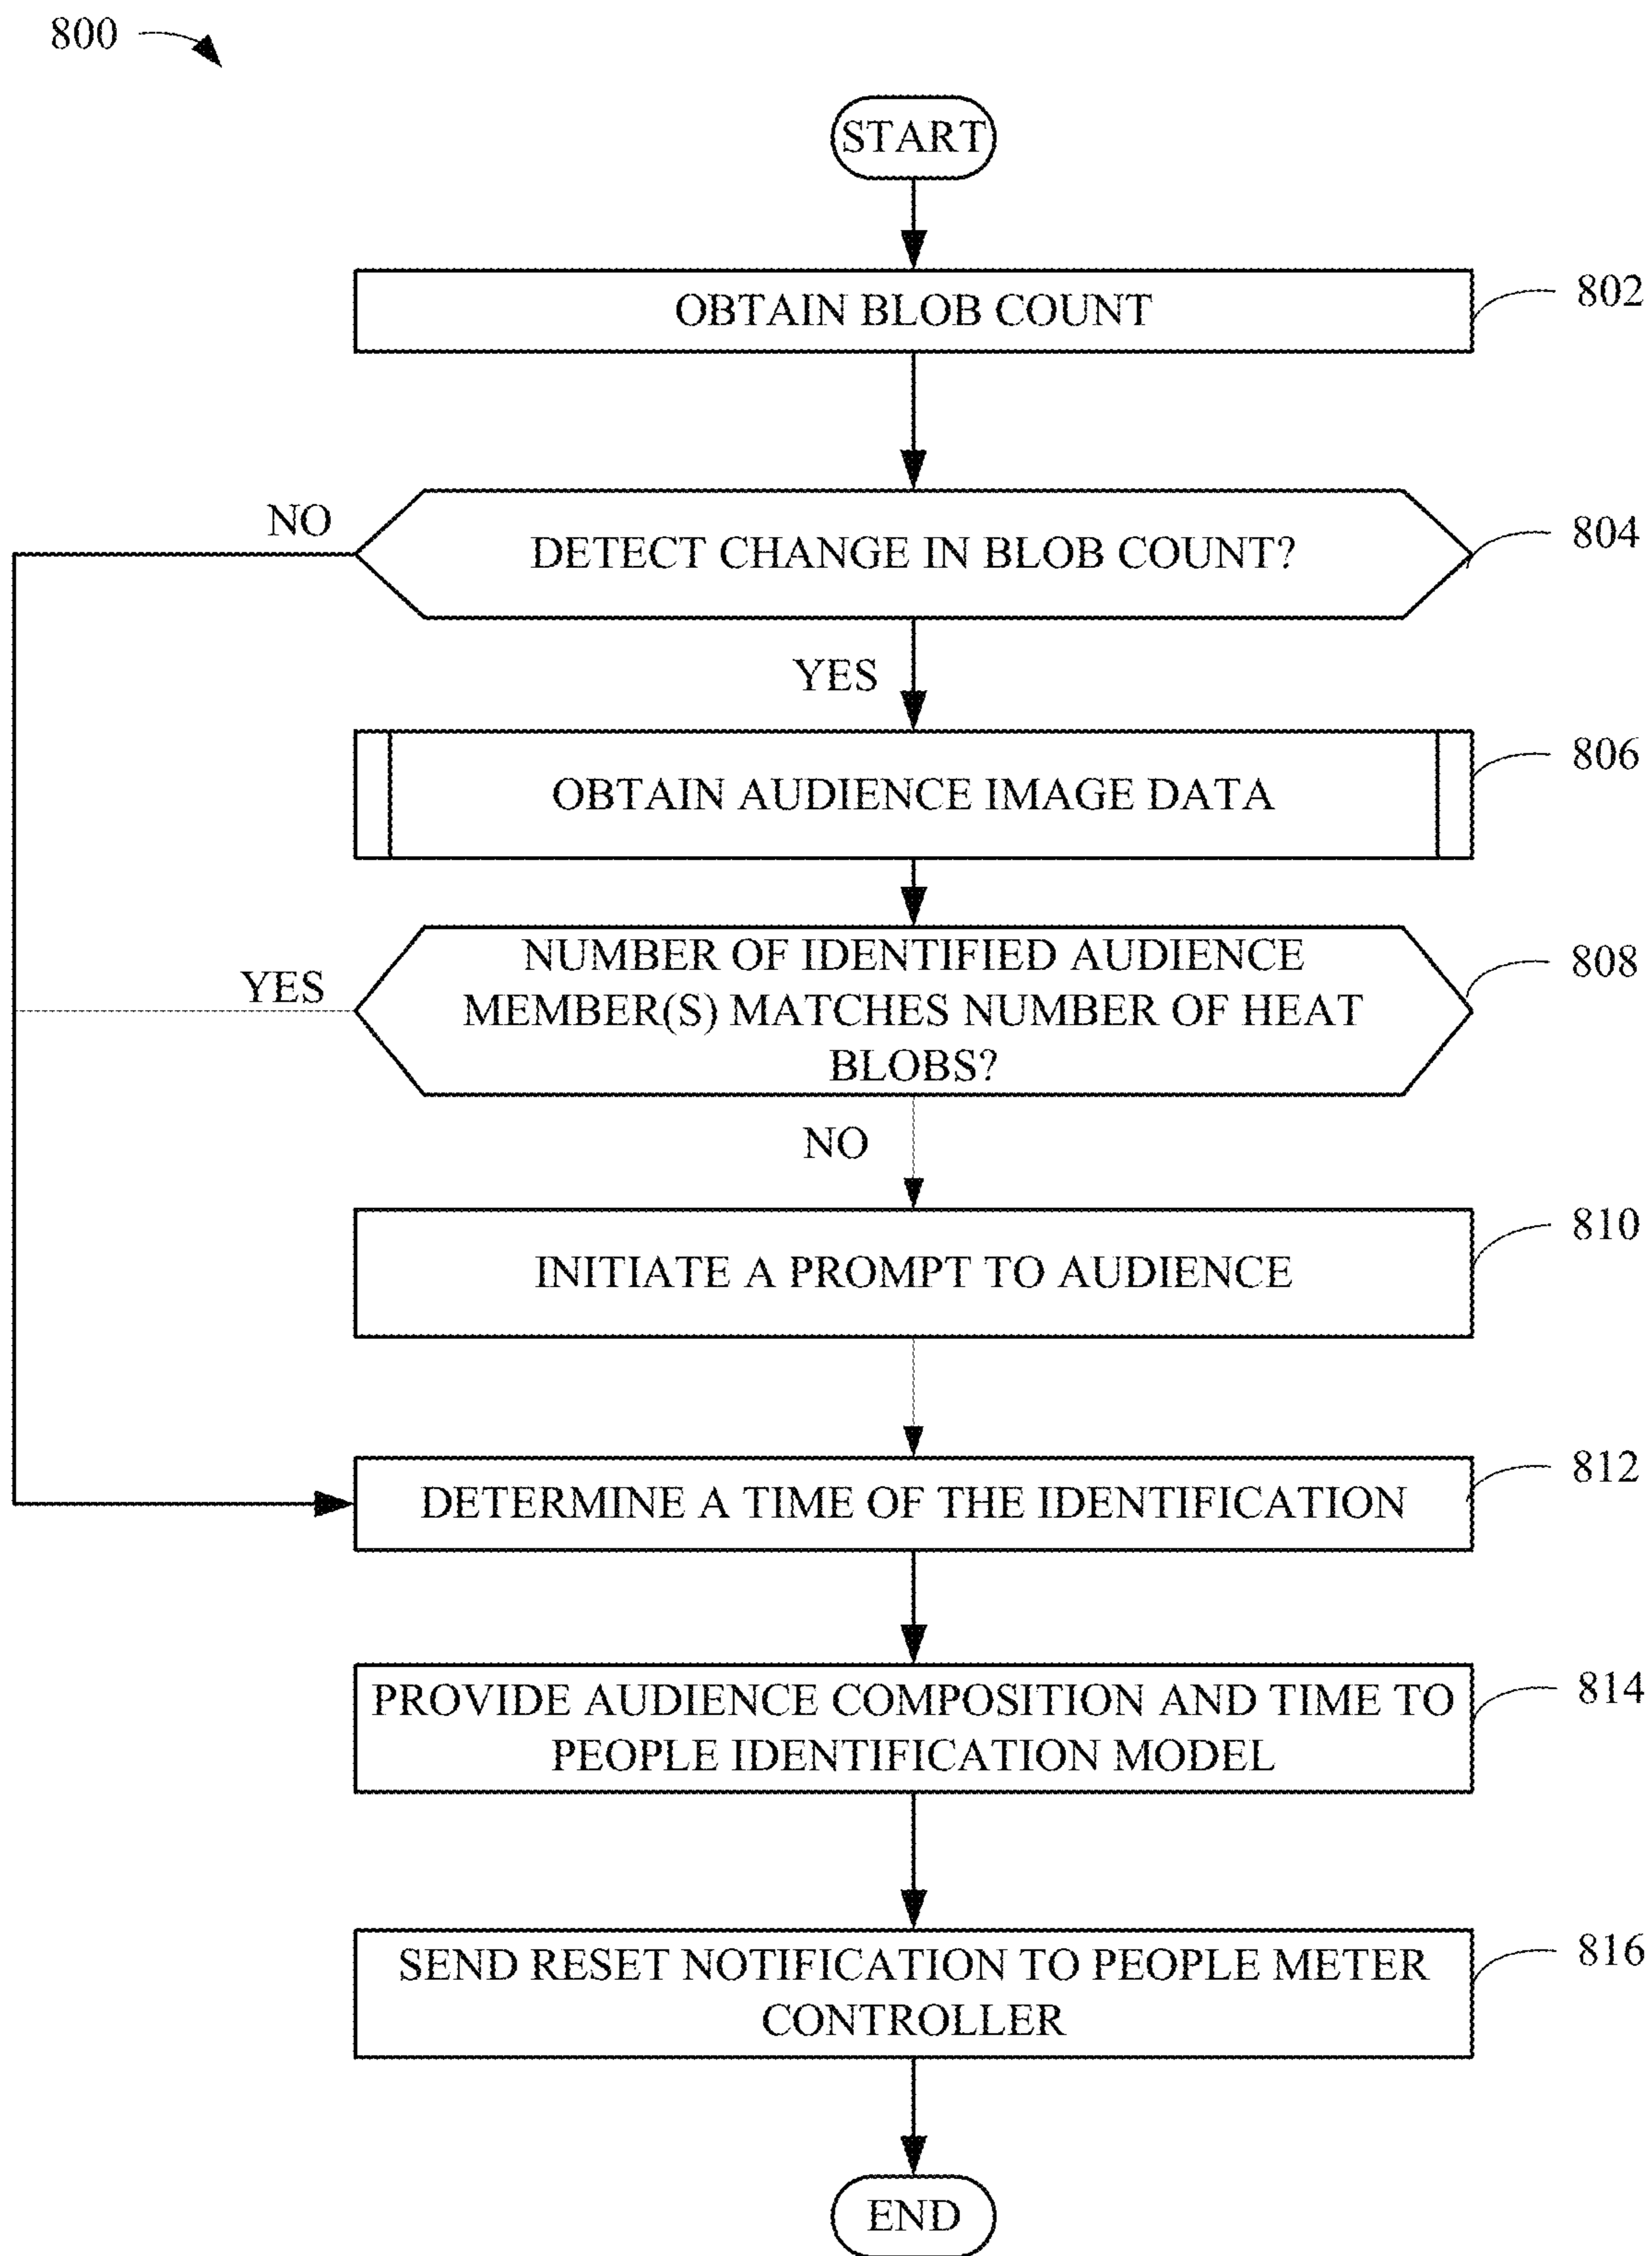 800
START
OBTAIN BLOB COUNT
802
DETECT CHANGE IN BLOB COUNT?
804
NO
YES
OBTAIN AUDIENCE IMAGE DATA
806
NUMBER OF IDENTIFIED AUDIENCE
MEMBER(S) MATCHES NUMBER OF HEAT
BLOBS?
808
YES
NO
INITIATE A PROMPT TO AUDIENCE
810
DETERMINE A TIME OF THE IDENTIFICATION
812
PROVIDE AUDIENCE COMPOSITION AND TIME TO
PEOPLE IDENTIFICATION MODEL
814
SEND RESET NOTIFICATION TO PEOPLE METER
CONTROLLER
816
END